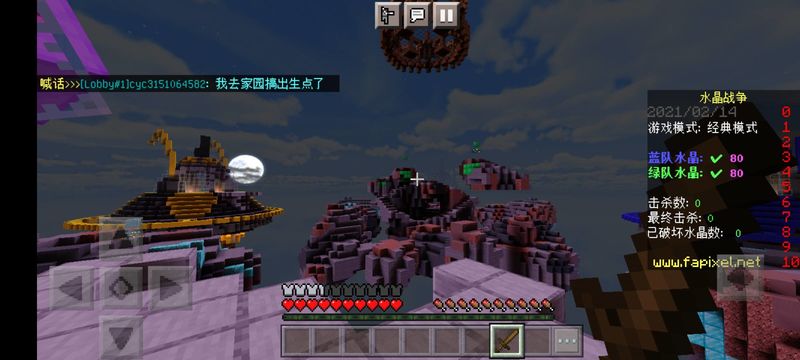 喊话>>>[Lobby#1]cyc3151064582: 我去家园搞出生点了
水晶战争
2021/02/14 0
游戏模式: 经典模式 1
2
蓝队水晶: ✔ 80 3
绿队水晶: ✔ 80 4
5
击杀数: 0 6
最终击杀: 0 7
已破坏水晶数: 0 8
9
www.fapixel.net 10